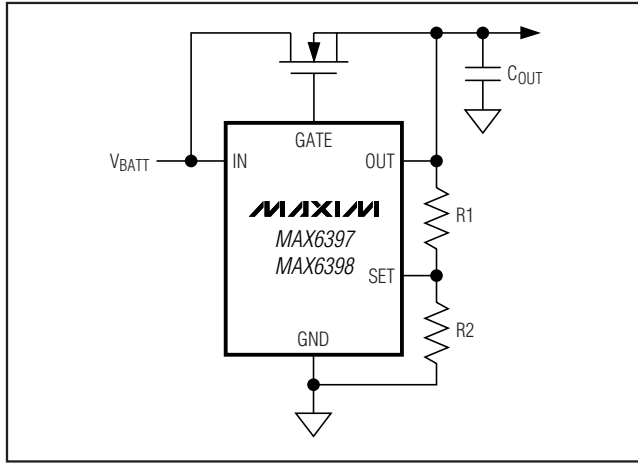 COUT
GATE
VBATT
IN
OUT
MAXIM
R1
MAX6397
MAX6398
SET
R2
GND